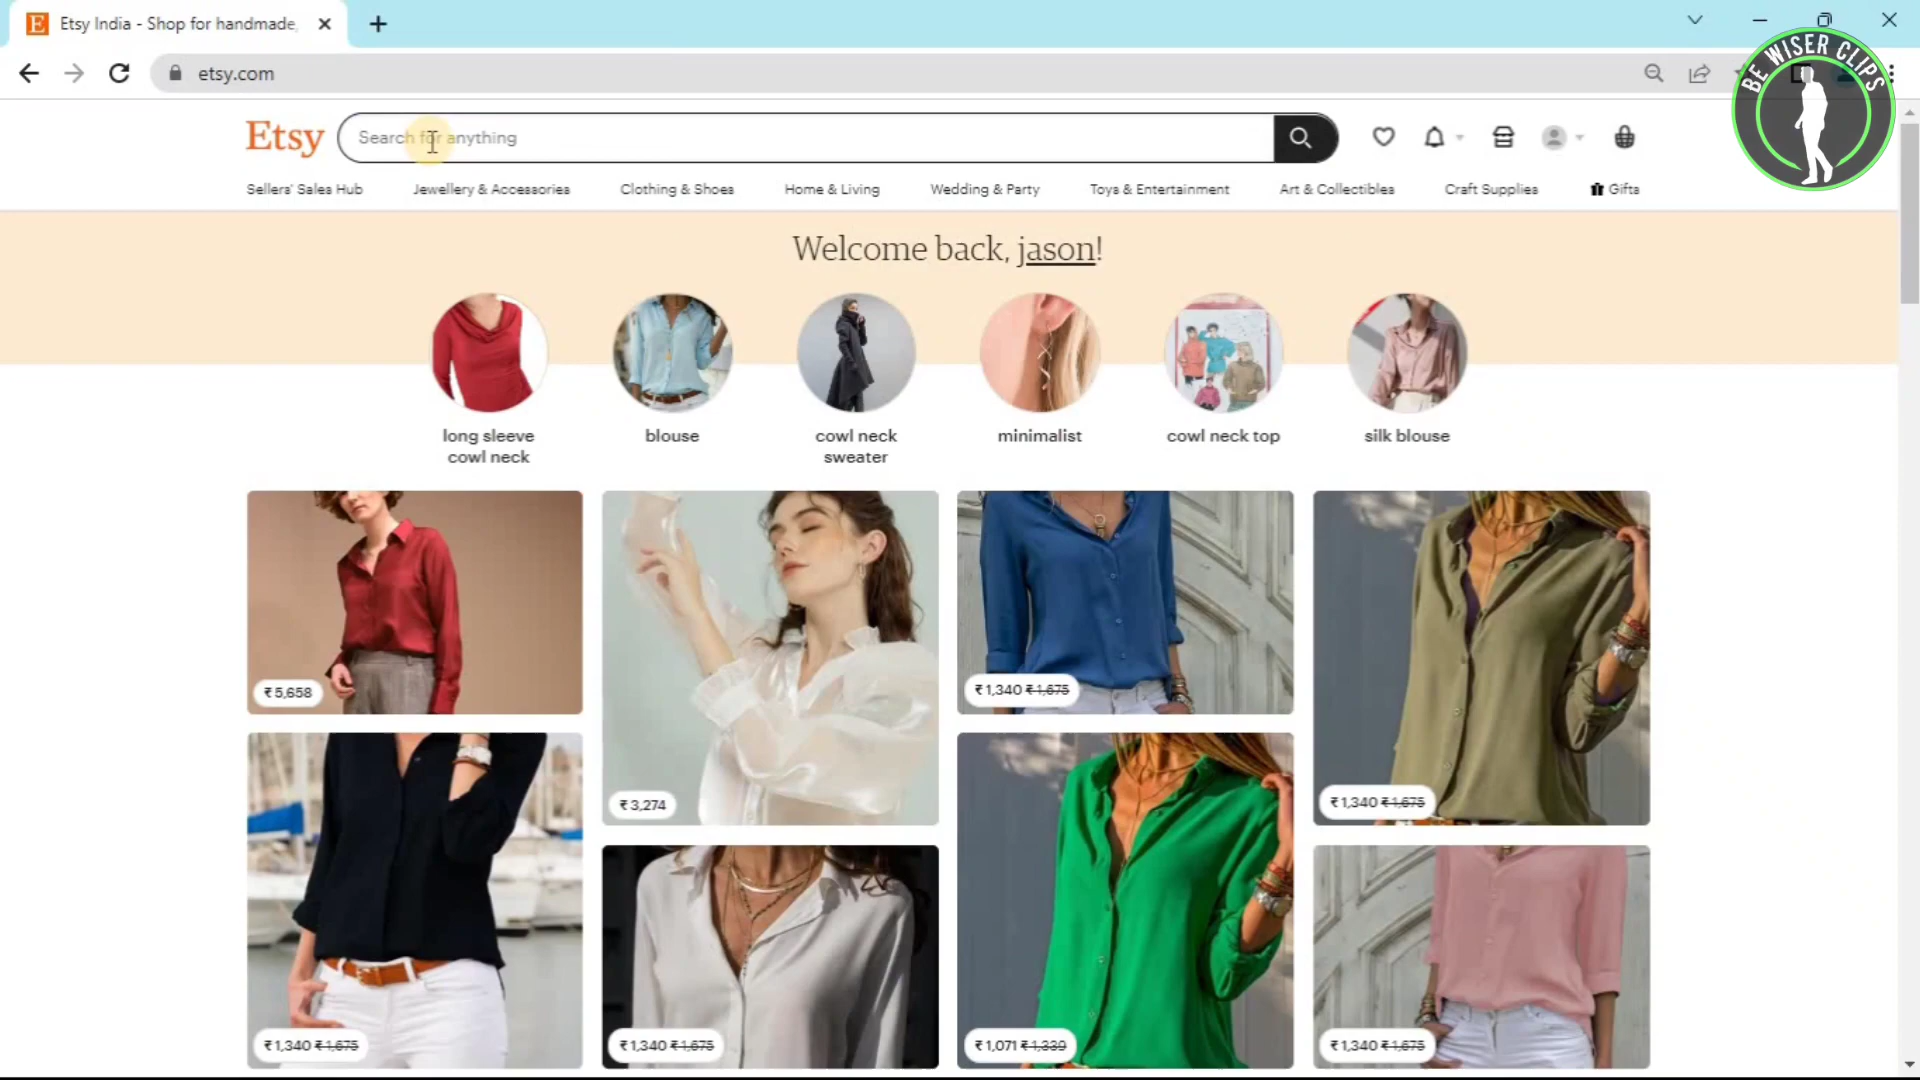 Etsy India - Shop for handmade,
etsy.com
BE WISER CLIPS
Etsy
Search for anything
Sellers' Sales Hub
Jewellery & Accessories
Clothing & Shoes
Home & Living
Wedding & Party
Toys & Entertainment
Art & Collectibles
Craft Supplies
Gifts
Welcome back, jason!
long sleeve
cowl neck
blouse
cowl neck
sweater
minimalist
cowl neck top
silk blouse
₹5,658
₹3,274
₹1,340 ₹1,675
₹1,340 ₹1,675
₹1,340 ₹1,675
₹1,340 ₹1,675
₹1,071 ₹1,339
₹1,340 ₹1,675